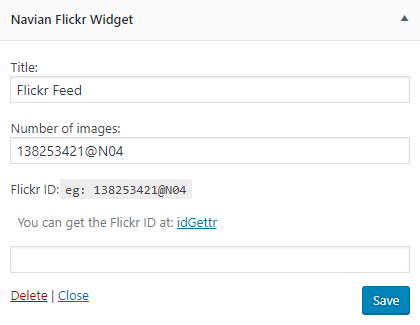 Navian Flickr Widget
Title:
Flickr Feed
Number of images:
138253421@N04
Flickr ID: eg: 138253421@N04
You can get the Flickr ID at: idGettr
Delete | Close
Save